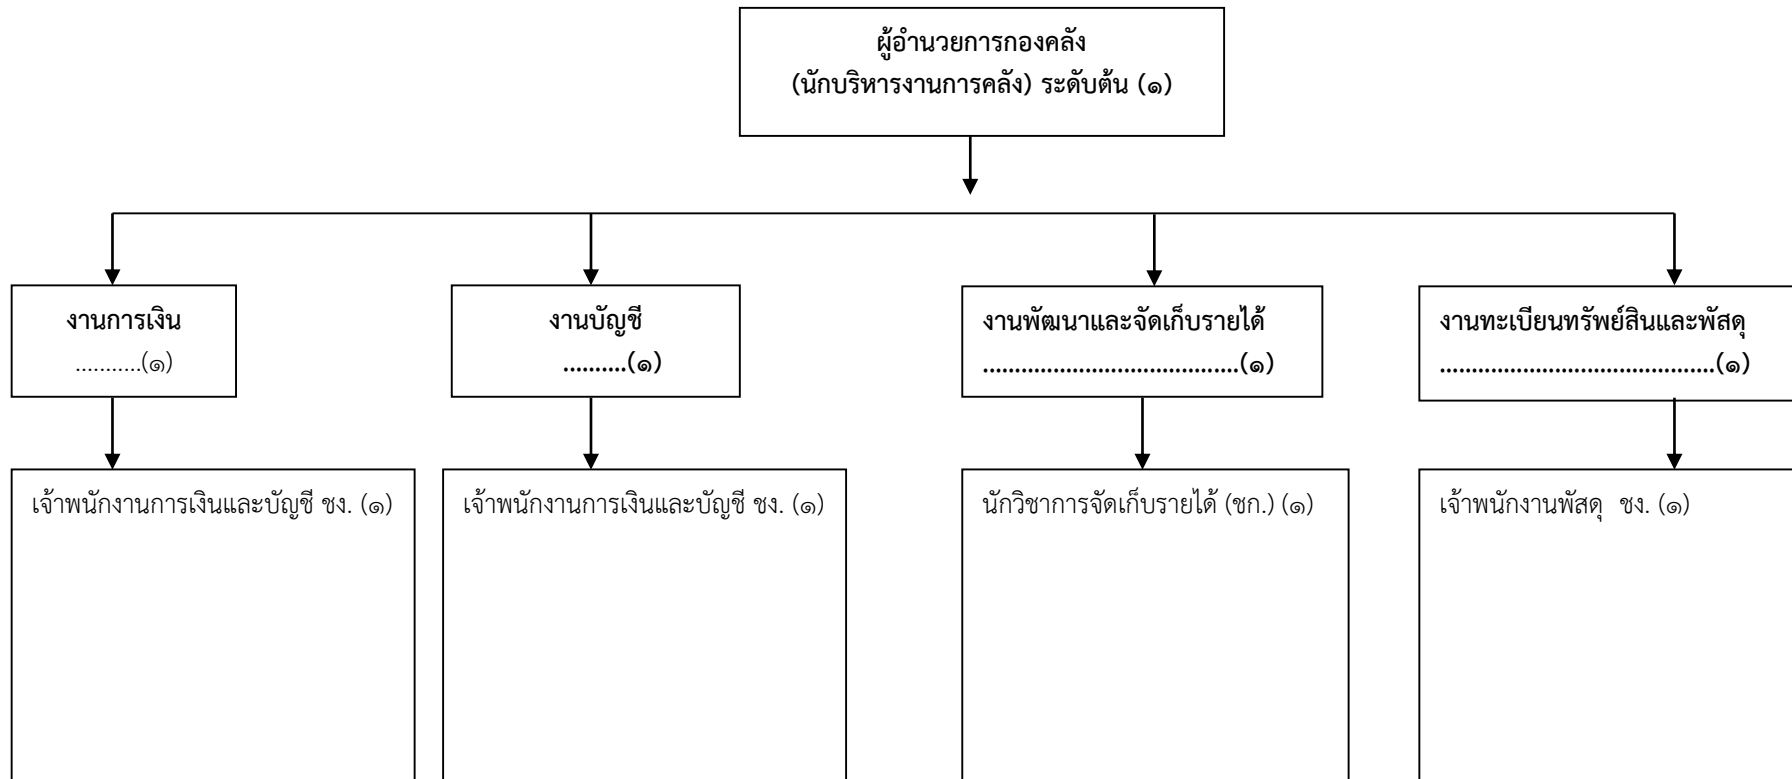 ผู้อำนวยการกองคลัง
(นักบริหารงานการคลัง) ระดับต้น (๑)
งานการเงิน
...........(๑)
งานบัญชี
..........(๑)
งานพัฒนาและจัดเก็บรายได้
........................................(๑)
งานทะเบียนทรัพย์สินและพัสดุ
...........................................(๑)
เจ้าพนักงานการเงินและบัญชี ชง. (๑)
เจ้าพนักงานการเงินและบัญชี ชง. (๑)
นักวิชาการจัดเก็บรายได้ (ชก.) (๑)
เจ้าพนักงานพัสดุ  ชง. (๑)